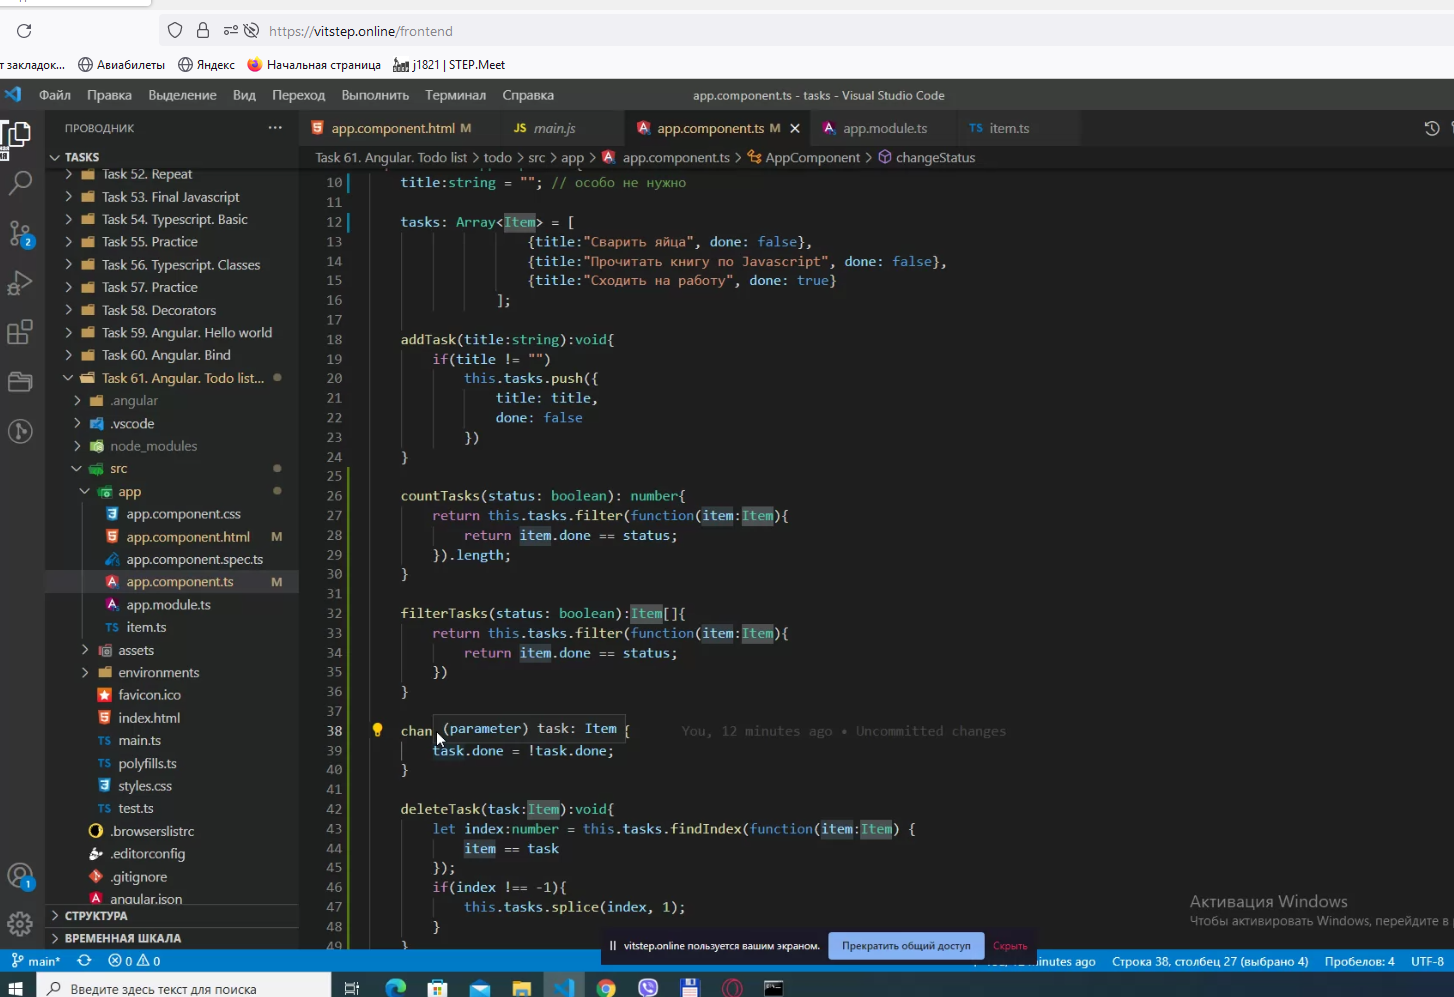 https://vitstep.online/frontend
т закладок...
Авиабилеты
Яндекс
Начальная страница
j1821 | STEP.Meet
Файл Правка Выделение Вид Переход Выполнить Терминал Справка
app.component.ts - tasks - Visual Studio Code
ПРОВОДНИК
app.component.html M
JS main.js
app.component.ts M
app.module.ts
TS item.ts
Task 61. Angular. Todo list > todo > src > app > app.component.ts > AppComponent > changeStatus
TASKS
Task 52. Repeat
Task 53. Final Javascript
Task 54. Typescript. Basic
Task 55. Practice
Task 56. Typescript. Classes
Task 57. Practice
Task 58. Decorators
Task 59. Angular. Hello world
Task 60. Angular. Bind
Task 61. Angular. Todo list...
.angular
.vscode
node_modules
src
app
app.component.css
app.component.html M
app.component.spec.ts
app.component.ts M
app.module.ts
TS item.ts
assets
environments
favicon.ico
index.html
TS main.ts
TS polyfills.ts
styles.css
TS test.ts
.browserslistrc
.editorconfig
.gitignore
angular.json
СТРУКТУРА
ВРЕМЕННАЯ ШКАЛА
2
1
10 title:string = ""; // особо не нужно
11
12 tasks: Array<Item> = [
13 {title:"Сварить яйца", done: false},
14 {title:"Прочитать книгу по Javascript", done: false},
15 {title:"Сходить на работу", done: true}
16 ];
17
18 addTask(title:string):void{
19 if(title != "")
20 this.tasks.push({
21 title: title,
22 done: false
23 })
24 }
25
26 countTasks(status: boolean): number{
27 return this.tasks.filter(function(item:Item){
28 return item.done == status;
29 }).length;
30 }
31
32 filterTasks(status: boolean):Item[]{
33 return this.tasks.filter(function(item:Item){
34 return item.done == status;
35 })
36 }
37
38 chan (parameter) task: Item { You, 12 minutes ago • Uncommitted changes
39 task.done = !task.done;
40 }
41
42 deleteTask(task:Item):void{
43 let index:number = this.tasks.findIndex(function(item:Item) {
44 item == task
45 });
46 if(index !== -1){
47 this.tasks.splice(index, 1);
48 }
49 }
Активация Windows
Чтобы активировать Windows, перейдите в
vitstep.online пользуется вашим экраном.
Прекратить общий доступ
Скрыть
main*
0 0
minutes ago
Строка 38, столбец 27 (выбрано 4)
Пробелов: 4
UTF-8
Введите здесь текст для поиска